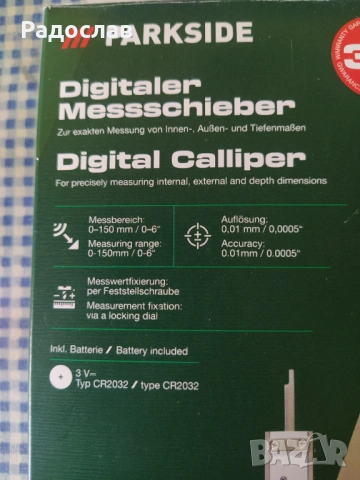 Радослав
PARKSIDE
3
Digitaler
Messschieber
Zur exakten Messung von Innen-, Außen- und Tiefenmaßen
Digital Calliper
For precisely measuring internal, external and depth dimensions
Messbereich:
0–150 mm / 0–6"
Measuring range:
0-150mm / 0-6"
Auflösung:
0,01 mm / 0,0005"
Accuracy:
0.01mm / 0.0005"
Messwertfixierung:
per Feststellschraube
Measurement fixation:
via a locking dial
Inkl. Batterie / Battery included
3 V
Typ CR2032 / type CR2032
BAZAR